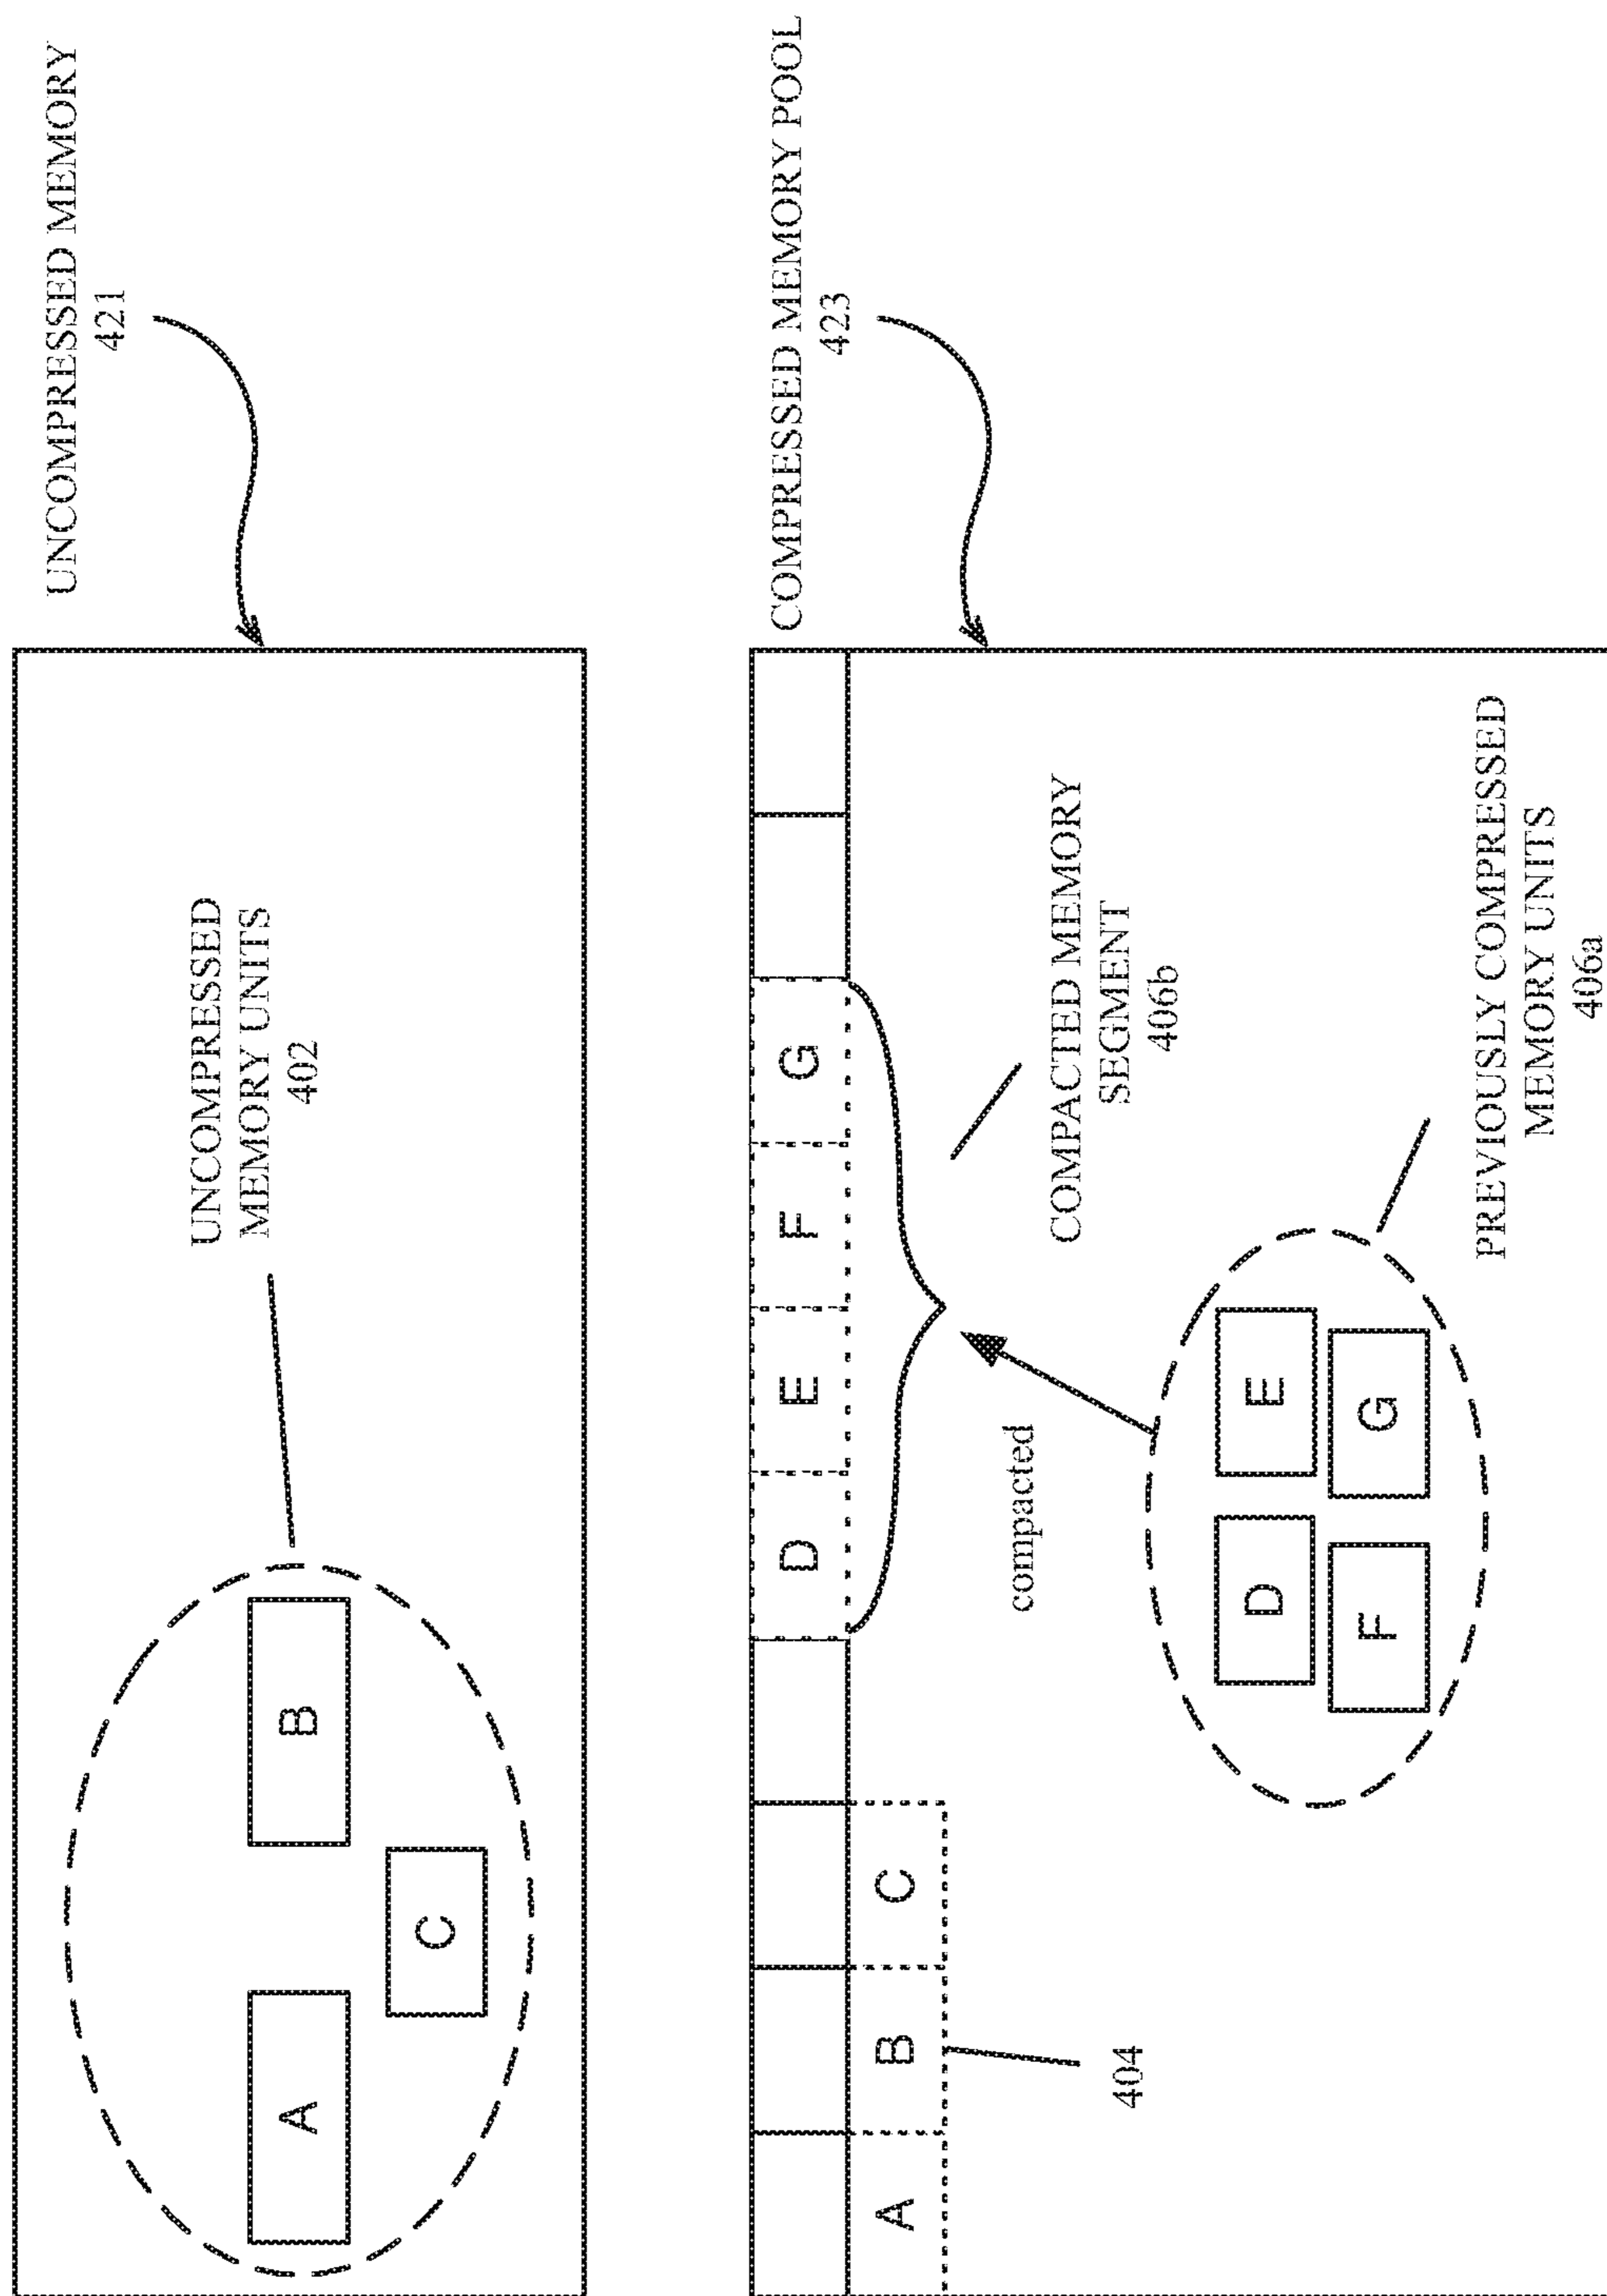 UNCOMPRESSED MEMORY
421
UNCOMPRESSED
MEMORY UNITS
402
A
B
C
COMPRESSED MEMORY POOL
423
D E F G
A B C
404
COMPACTED MEMORY
SEGMENT
406b
compacted
D E
F G
PREVIOUSLY COMPRESSED
MEMORY UNITS
406a